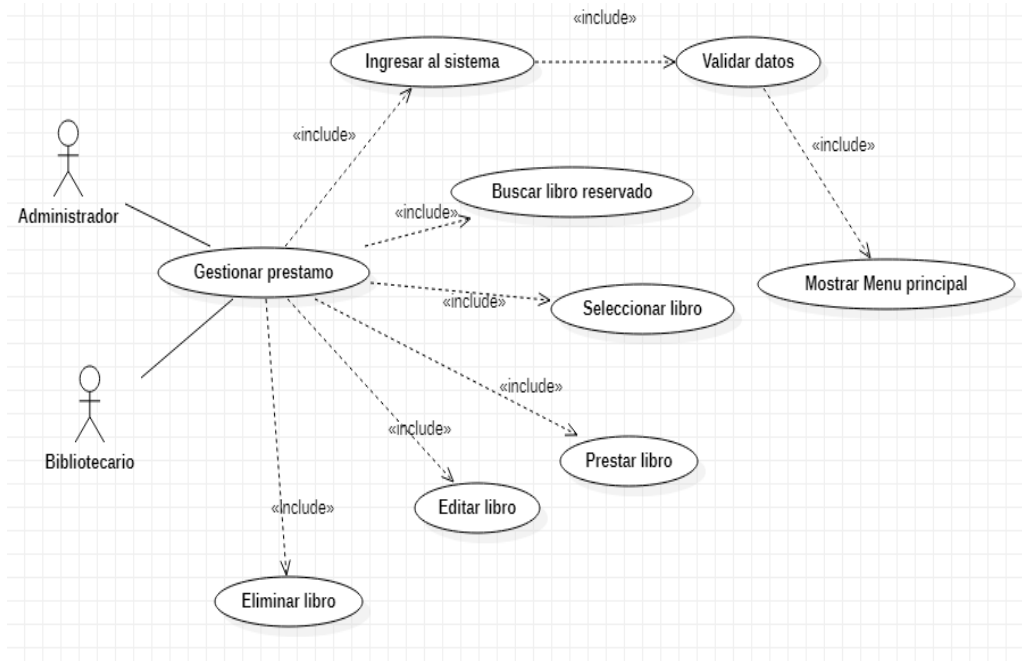 «include»
Ingresar al sistema
Validar datos
«include»
«include»
Administrador
Buscar libro reservado
«include»
Gestionar prestamo
Mostrar Menu principal
«include»
Seleccionar libro
«include»
«include»
Bibliotecario
Prestar libro
Editar libro
«include»
Eliminar libro